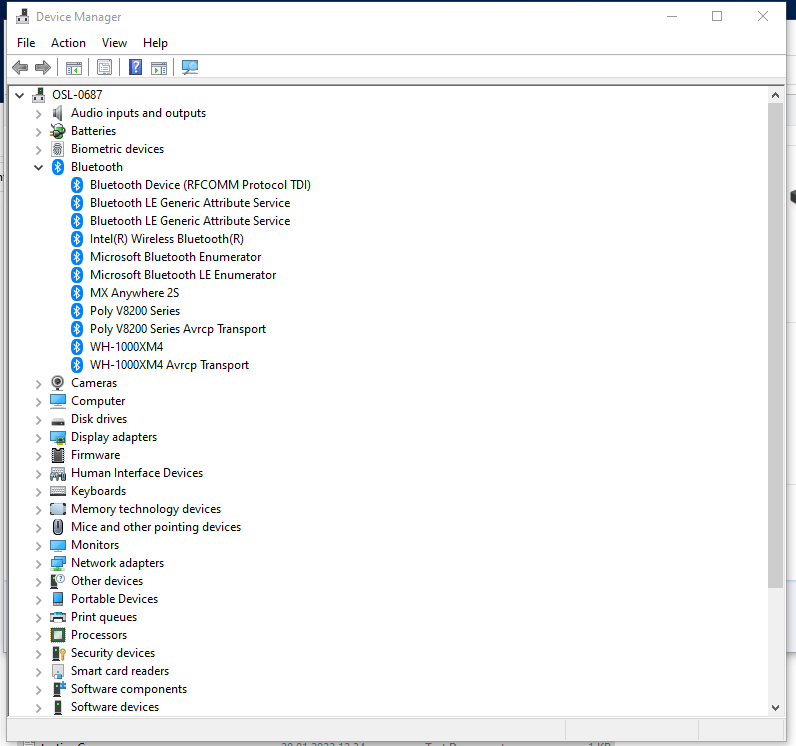 Device Manager
File Action View Help
OSL-0687
Audio inputs and outputs
Batteries
Biometric devices
Bluetooth
Bluetooth Device (RFCOMM Protocol TDI)
Bluetooth LE Generic Attribute Service
Bluetooth LE Generic Attribute Service
Intel(R) Wireless Bluetooth(R)
Microsoft Bluetooth Enumerator
Microsoft Bluetooth LE Enumerator
MX Anywhere 2S
Poly V8200 Series
Poly V8200 Series Avrcp Transport
WH-1000XM4
WH-1000XM4 Avrcp Transport
Cameras
Computer
Disk drives
Display adapters
Firmware
Human Interface Devices
Keyboards
Memory technology devices
Mice and other pointing devices
Monitors
Network adapters
Other devices
Portable Devices
Print queues
Processors
Security devices
Smart card readers
Software components
Software devices